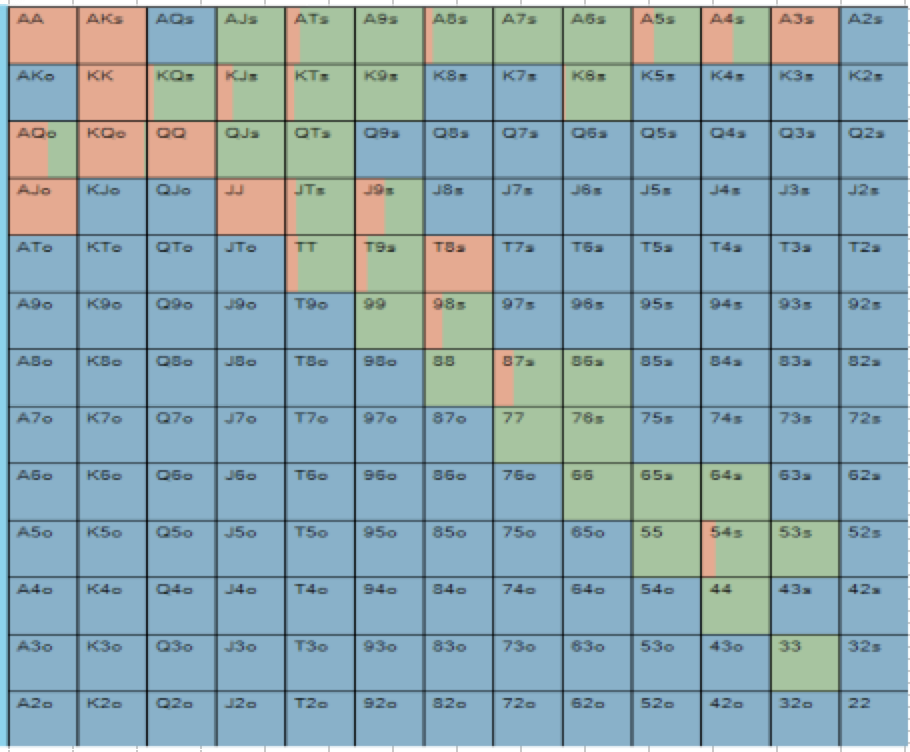 AA AKs AQs AJs ATs A9s A8s A7s A6s A5s A4s A3s A2s
AKo KK KQs KJs KTs K9s K8s K7s K6s K5s K4s K3s K2s
AQo KQo QQ QJs QTs Q9s Q8s Q7s Q6s Q5s Q4s Q3s Q2s
AJo KJo QJo JJ JTs J9s J8s J7s J6s J5s J4s J3s J2s
ATo KTo QTo JTo TT T9s T8s T7s T6s T5s T4s T3s T2s
A9o K9o Q9o J9o T9o 99 98s 97s 96s 95s 94s 93s 92s
A8o K8o Q8o J8o T8o 98o 88 87s 86s 85s 84s 83s 82s
A7o K7o Q7o J7o T7o 97o 87o 77 76s 75s 74s 73s 72s
A6o K6o Q6o J6o T6o 96o 86o 76o 66 65s 64s 63s 62s
A5o K5o Q5o J5o T5o 95o 85o 75o 65o 55 54s 53s 52s
A4o K4o Q4o J4o T4o 94o 84o 74o 64o 54o 44 43s 42s
A3o K3o Q3o J3o T3o 93o 83o 73o 63o 53o 43o 33 32s
A2o K2o Q2o J2o T2o 92o 82o 72o 62o 52o 42o 32o 22